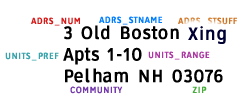 ADRS_NUM ADRS_STNAME ADRS_STSUFF
3 Old Boston Xing
UNITS_PREF Apts 1-10 UNITS_RANGE
Pelham NH 03076
COMMUNITY ZIP